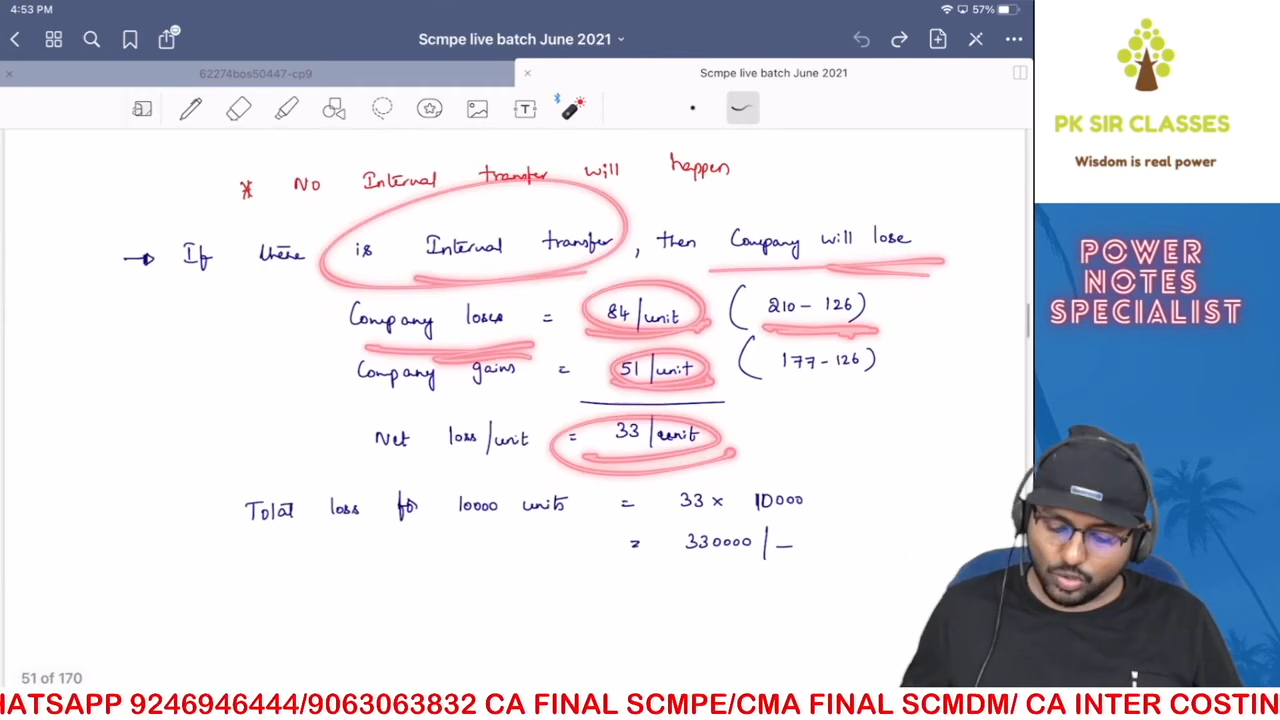 4:53 PM
57%
Scmpe live batch June 2021
62274bos50447-cp9
Scmpe live batch June 2021
* No Internal transfer will happen
→ If there is Internal transfer, then Company will lose
Company loses = 84/unit (210 - 126)
Company gains = 51/unit (177 - 126)
Net loss/unit = 33/unit
Total loss for 10000 units = 33 × 10000
= 330000/-
51 of 170
PK SIR CLASSES
Wisdom is real power
POWER
NOTES
SPECIALIST
HATSAPP 9246946444/9063063832 CA FINAL SCMPE/CMA FINAL SCMDM/ CA INTER COSTIN